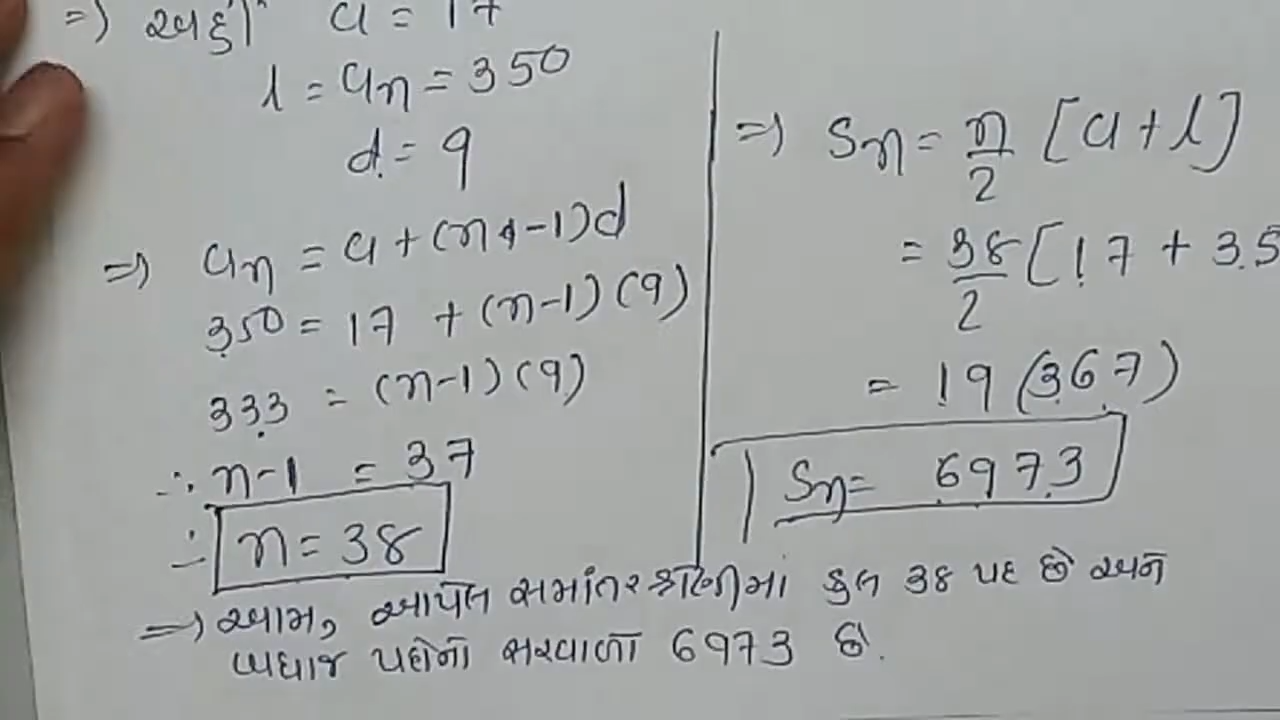 => અહીં a = 17
l = an = 350
d = 9
=> an = a + (n-1)d
350 = 17 + (n-1)(9)
333 = (n-1)(9)
∴ n-1 = 37
∴ n = 38
=> Sn = n/2 [a + l]
= 38/2 [17 + 35
= 19 (367)
Sn = 6973
=> આમ, આપેલ સમાંતર શ્રેણીમાં કુલ 38 પદ છે અને
બધાજ પદોનો સરવાળો 6973 છે.